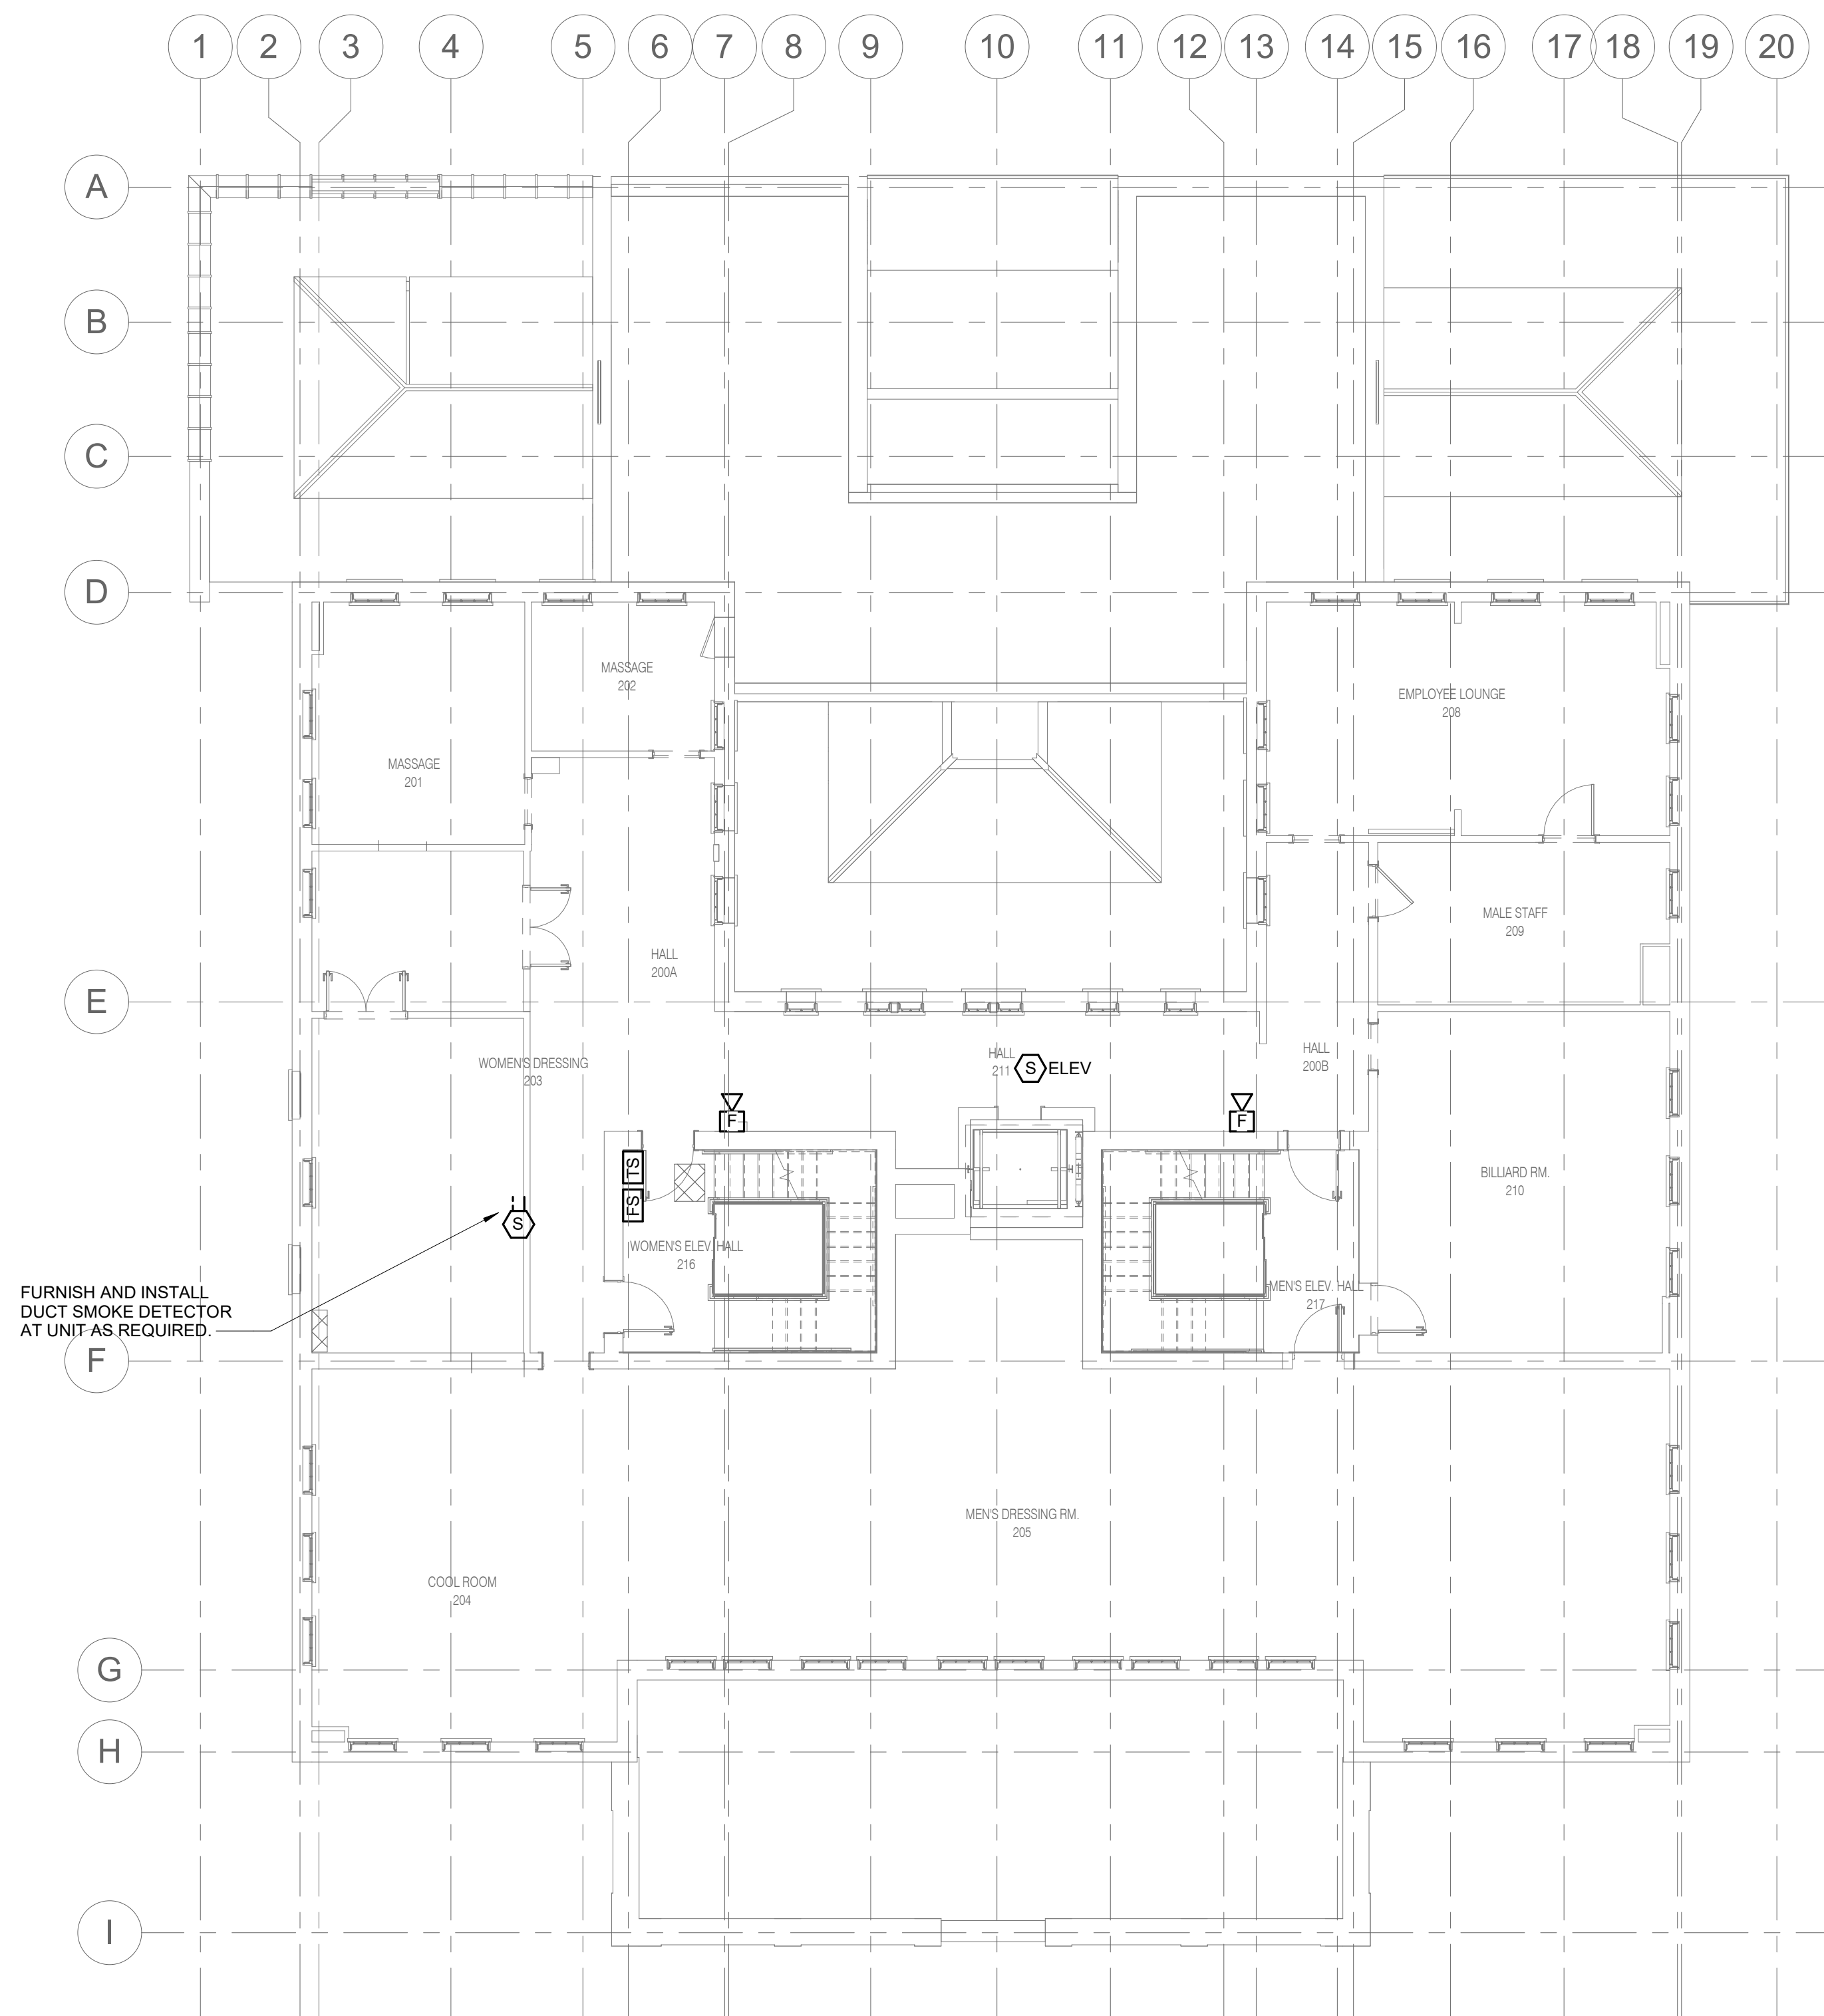 1 2 3 4 5 6 7 8 9 10 11 12 13 14 15 16 17 18 19 20
A
B
C
D
MASSAGE
202
EMPLOYEE LOUNGE
208
MASSAGE
201
MALE STAFF
209
HALL
200A
E
HALL
211
S ELEV
HALL
200B
WOMEN'S DRESSING
203
F
F
TS
FS
BILLIARD RM.
210
S
WOMEN'S ELEV. HALL
216
MEN'S ELEV. HALL
217
FURNISH AND INSTALL
DUCT SMOKE DETECTOR
AT UNIT AS REQUIRED.
F
MEN'S DRESSING RM.
205
COOL ROOM
204
G
H
I